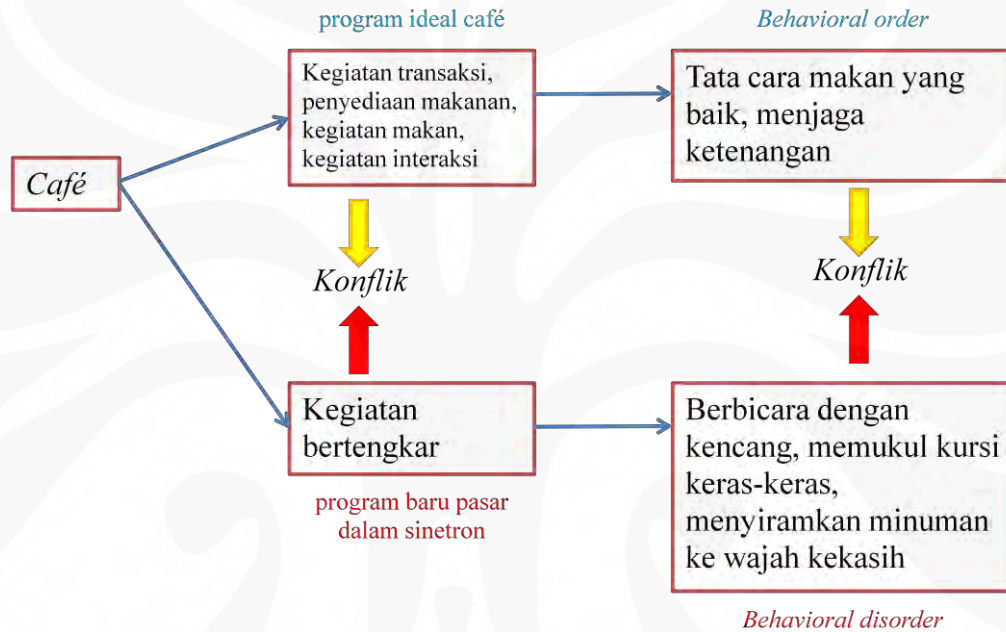 program ideal café
Behavioral order
Kegiatan transaksi,
penyediaan makanan,
kegiatan makan,
kegiatan interaksi
Tata cara makan yang
baik, menjaga
ketenangan
Café
Konflik
Konflik
Kegiatan
bertengkar
Berbicara dengan
kencang, memukul kursi
keras-keras,
menyiramkan minuman
ke wajah kekasih
program baru pasar
dalam sinetron
Behavioral disorder